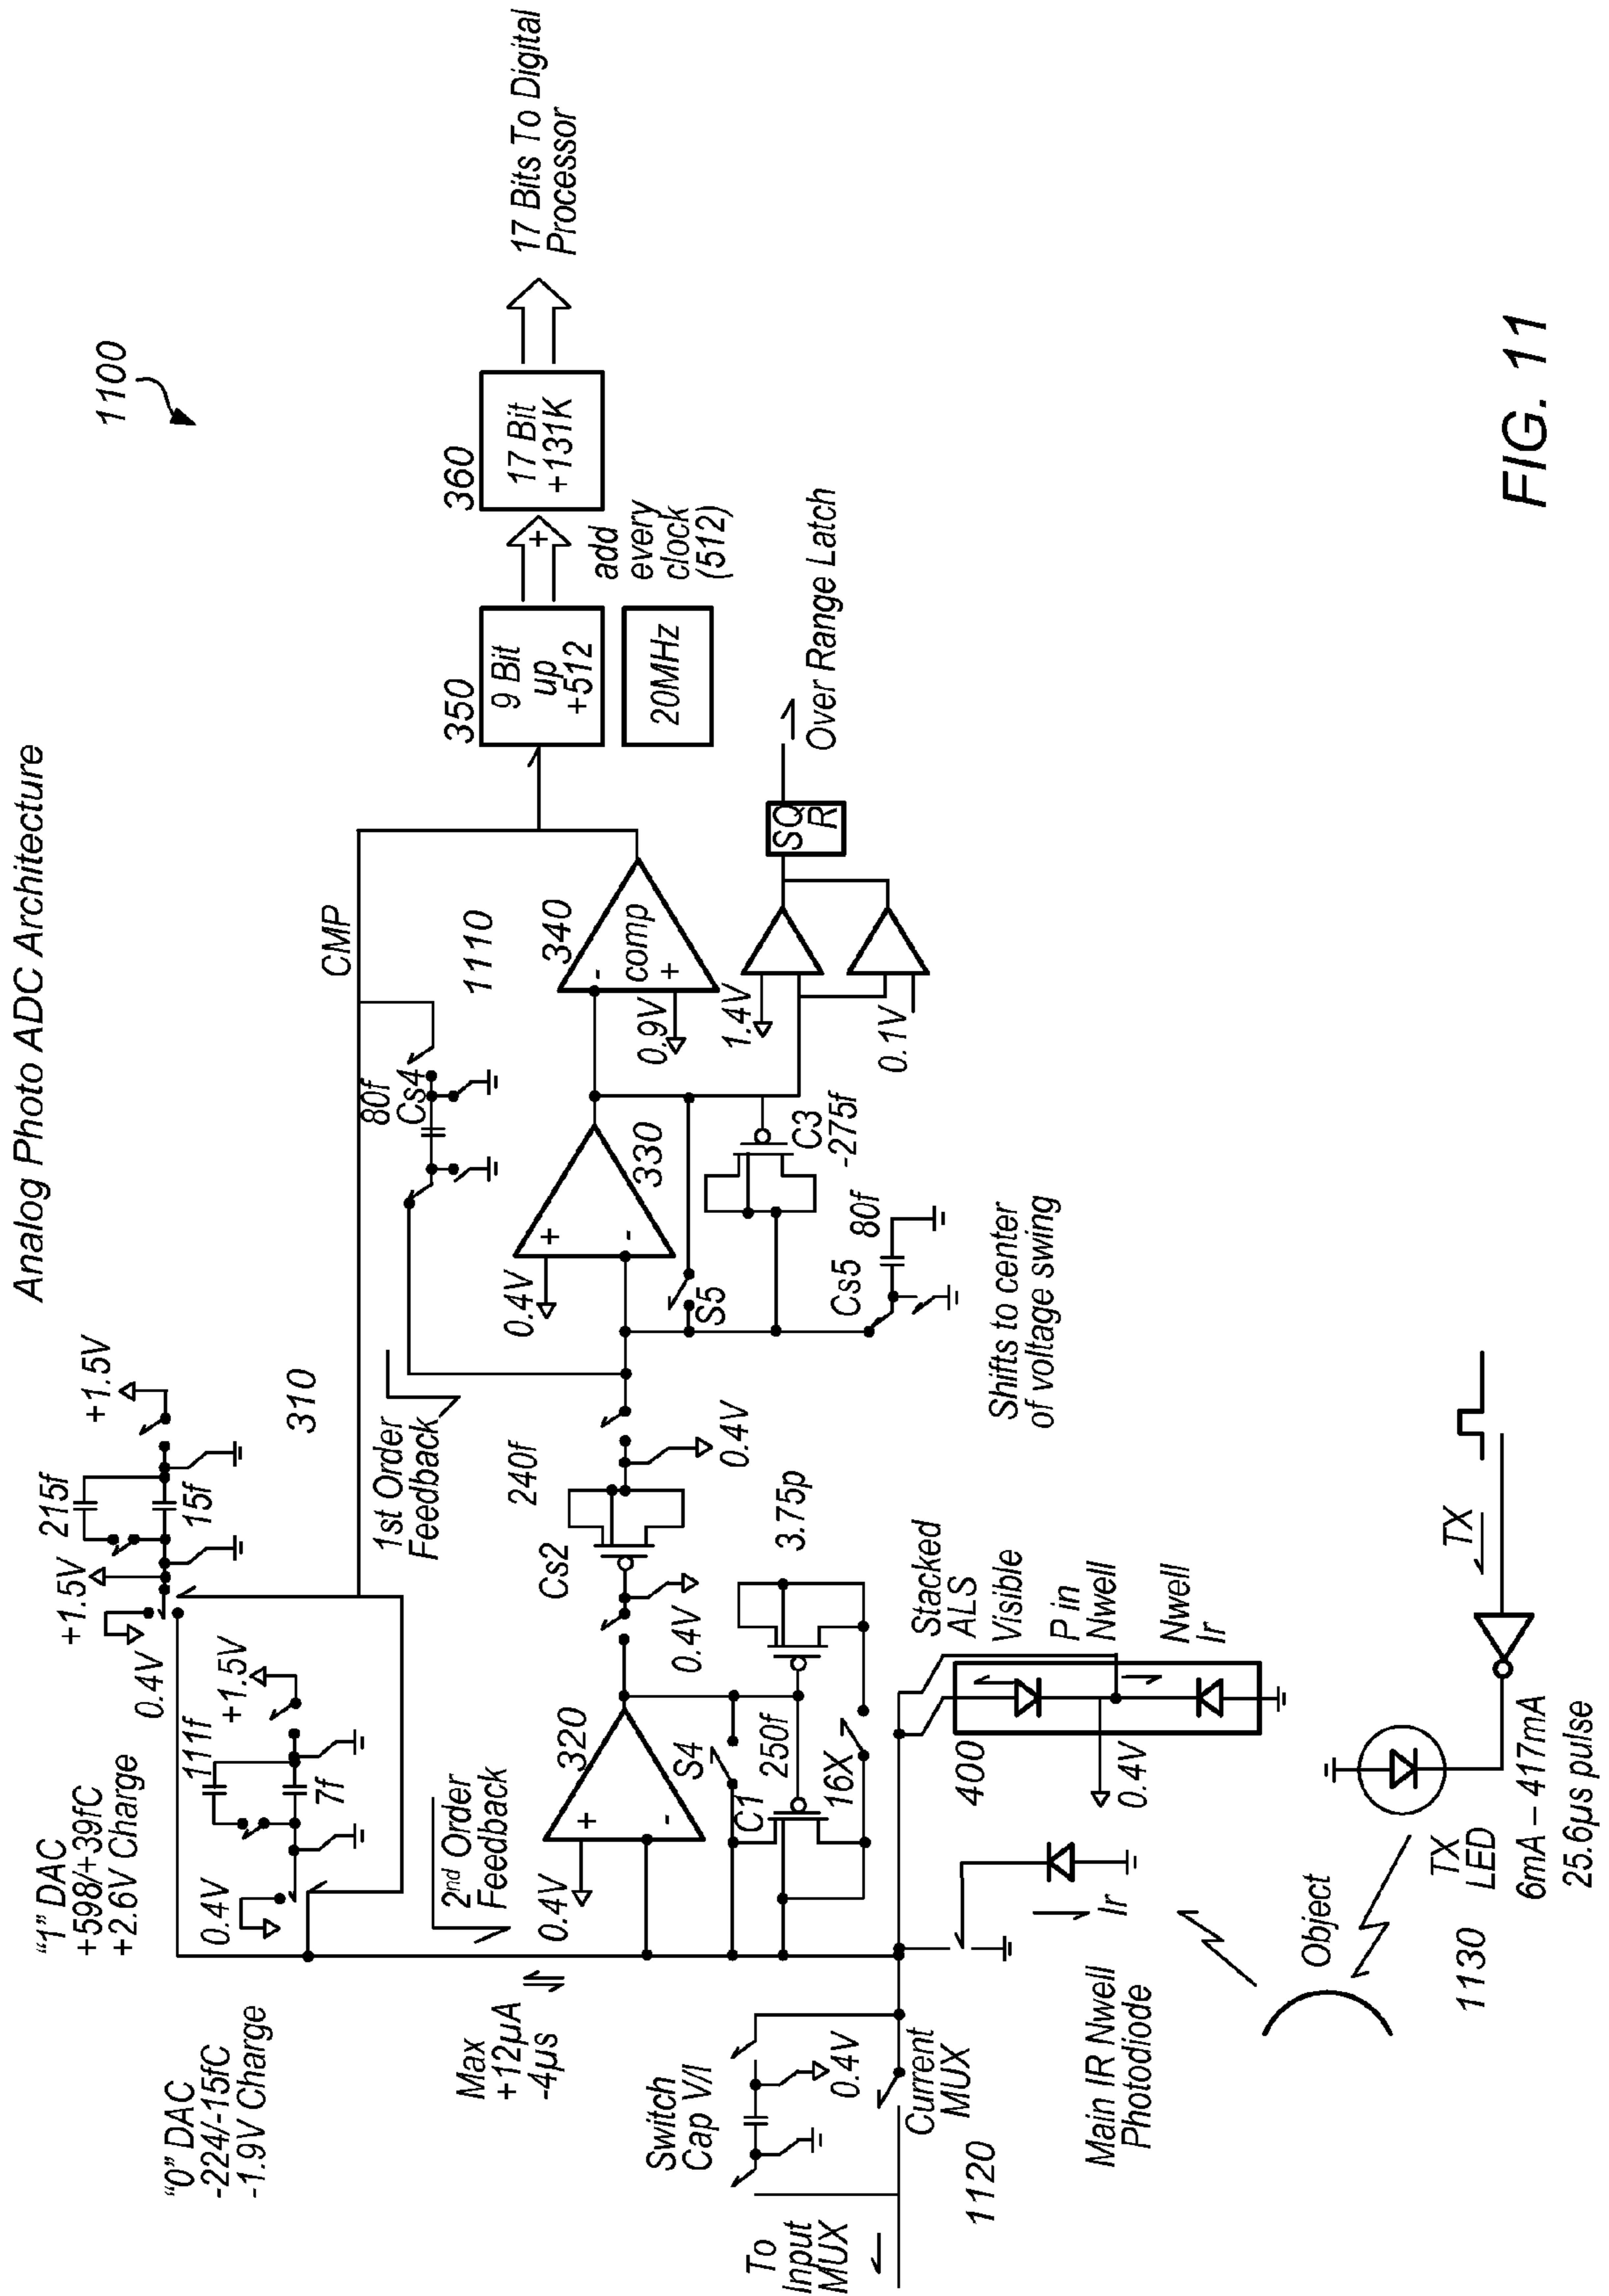 Analog Photo ADC Architecture
1100
"1" DAC
+598/+39fC
+2.6V Charge
"0" DAC
-224/-15fC
-1.9V Charge
+1.5V
215f
15f
+1.5V
0.4V
111f
+1.5V
7f
0.4V
310
CMP
1st Order
Feedback
80f
Cs4
1110
2nd Order
Feedback
Max
+12µA
-4µs
0.4V
320
S4
C1
250f
16X
3.75p
Cs2
240f
0.4V
0.4V
0.4V
330
S5
C3
-275f
Cs5
80f
Shifts to center
of voltage swing
340
-
comp
+
0.9V
1.4V
0.1V
SQ
R
Over Range Latch
350
9 Bit
up
+512
20MHz
+
add
every
clock
(512)
360
17 Bit
+131K
17 Bits To Digital
Processor
Switch
Cap V/I
0.4V
Current
MUX
To
Input
MUX
1120
Main IR Nwell
Photodiode
Ir
400
0.4V
Stacked
ALS
Visible
P in
Nwell
Nwell
Ir
Object
1130
TX
LED
6mA – 417mA
25.6µs pulse
TX
FIG. 11